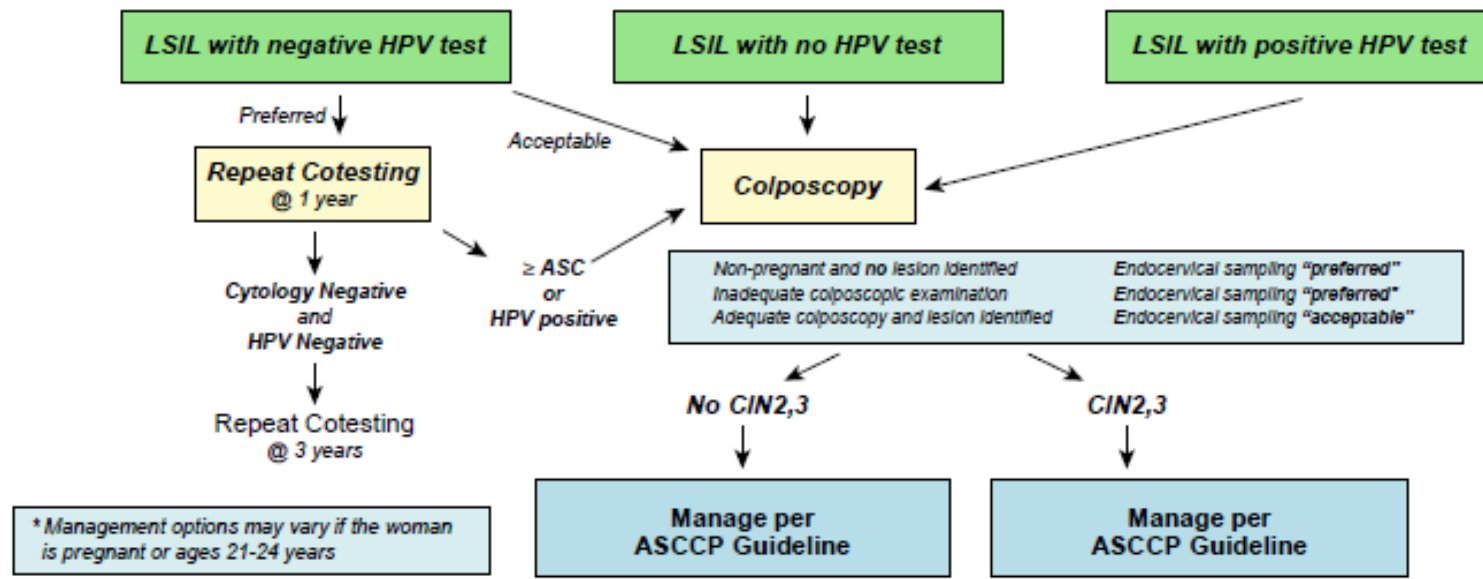 LSIL with negative HPV test
LSIL with no HPV test
LSIL with positive HPV test
Preferred
Acceptable
Repeat Cotesting
@ 1 year
Colposcopy
≥ ASC
or
HPV positive
Cytology Negative
and
HPV Negative
Repeat Cotesting
@ 3 years
Non-pregnant and no lesion identified Endocervical sampling “preferred”
Inadequate colposcopic examination Endocervical sampling “preferred”
Adequate colposcopy and lesion identified Endocervical sampling “acceptable”
No CIN2,3
CIN2,3
Manage per
ASCCP Guideline
Manage per
ASCCP Guideline
* Management options may vary if the woman
is pregnant or ages 21-24 years